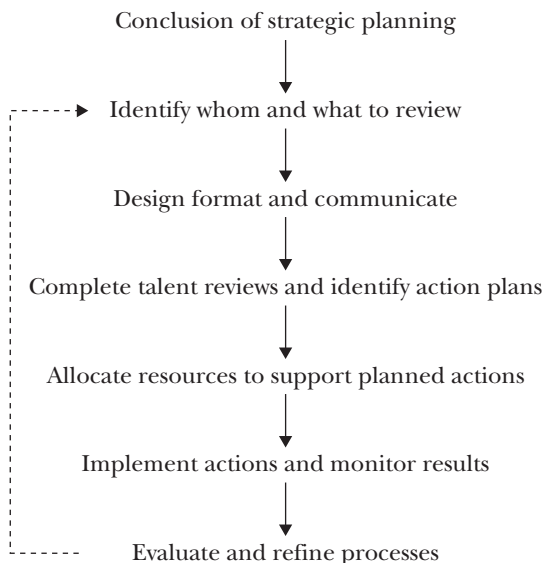 Conclusion of strategic planning
Identify whom and what to review
Design format and communicate
Complete talent reviews and identify action plans
Allocate resources to support planned actions
Implement actions and monitor results
Evaluate and refine processes